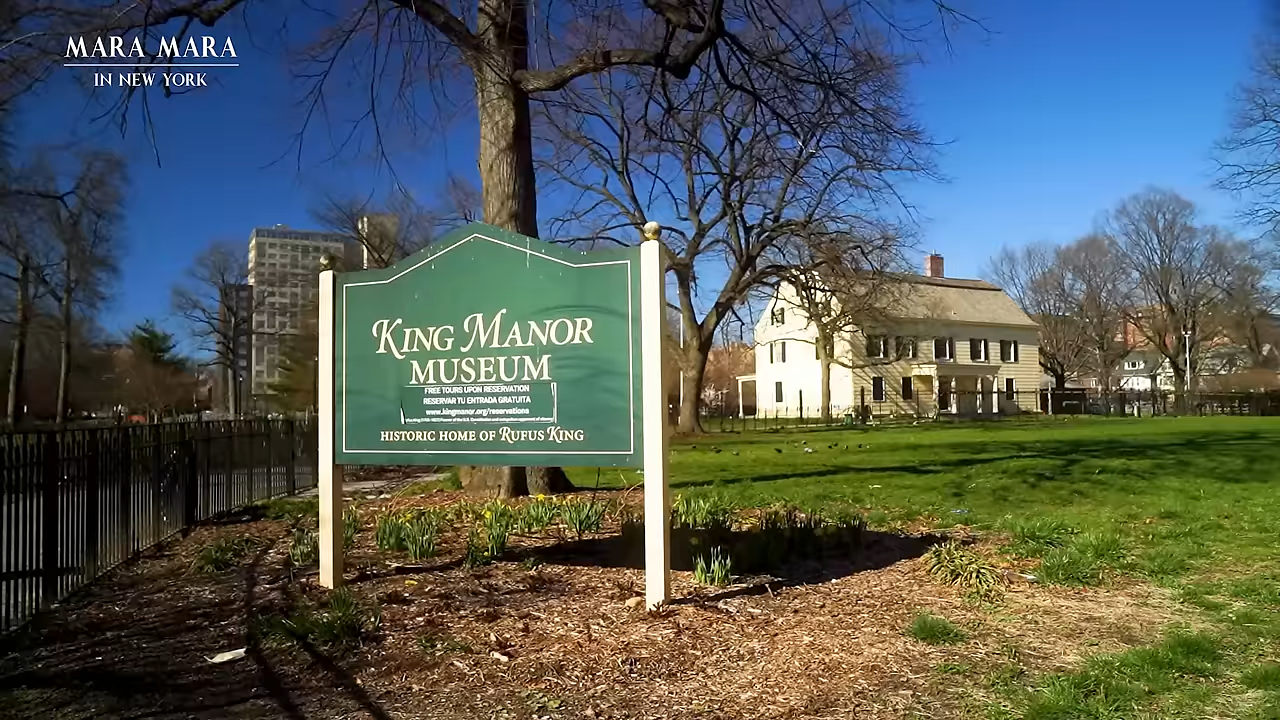 MARA MARA
IN NEW YORK
KING MANOR
MUSEUM
FREE TOURS UPON RESERVATION
RESERVAR TU ENTRADA GRATUITA
www.kingmanor.org/reservations
HISTORIC HOME OF RUFUS KING